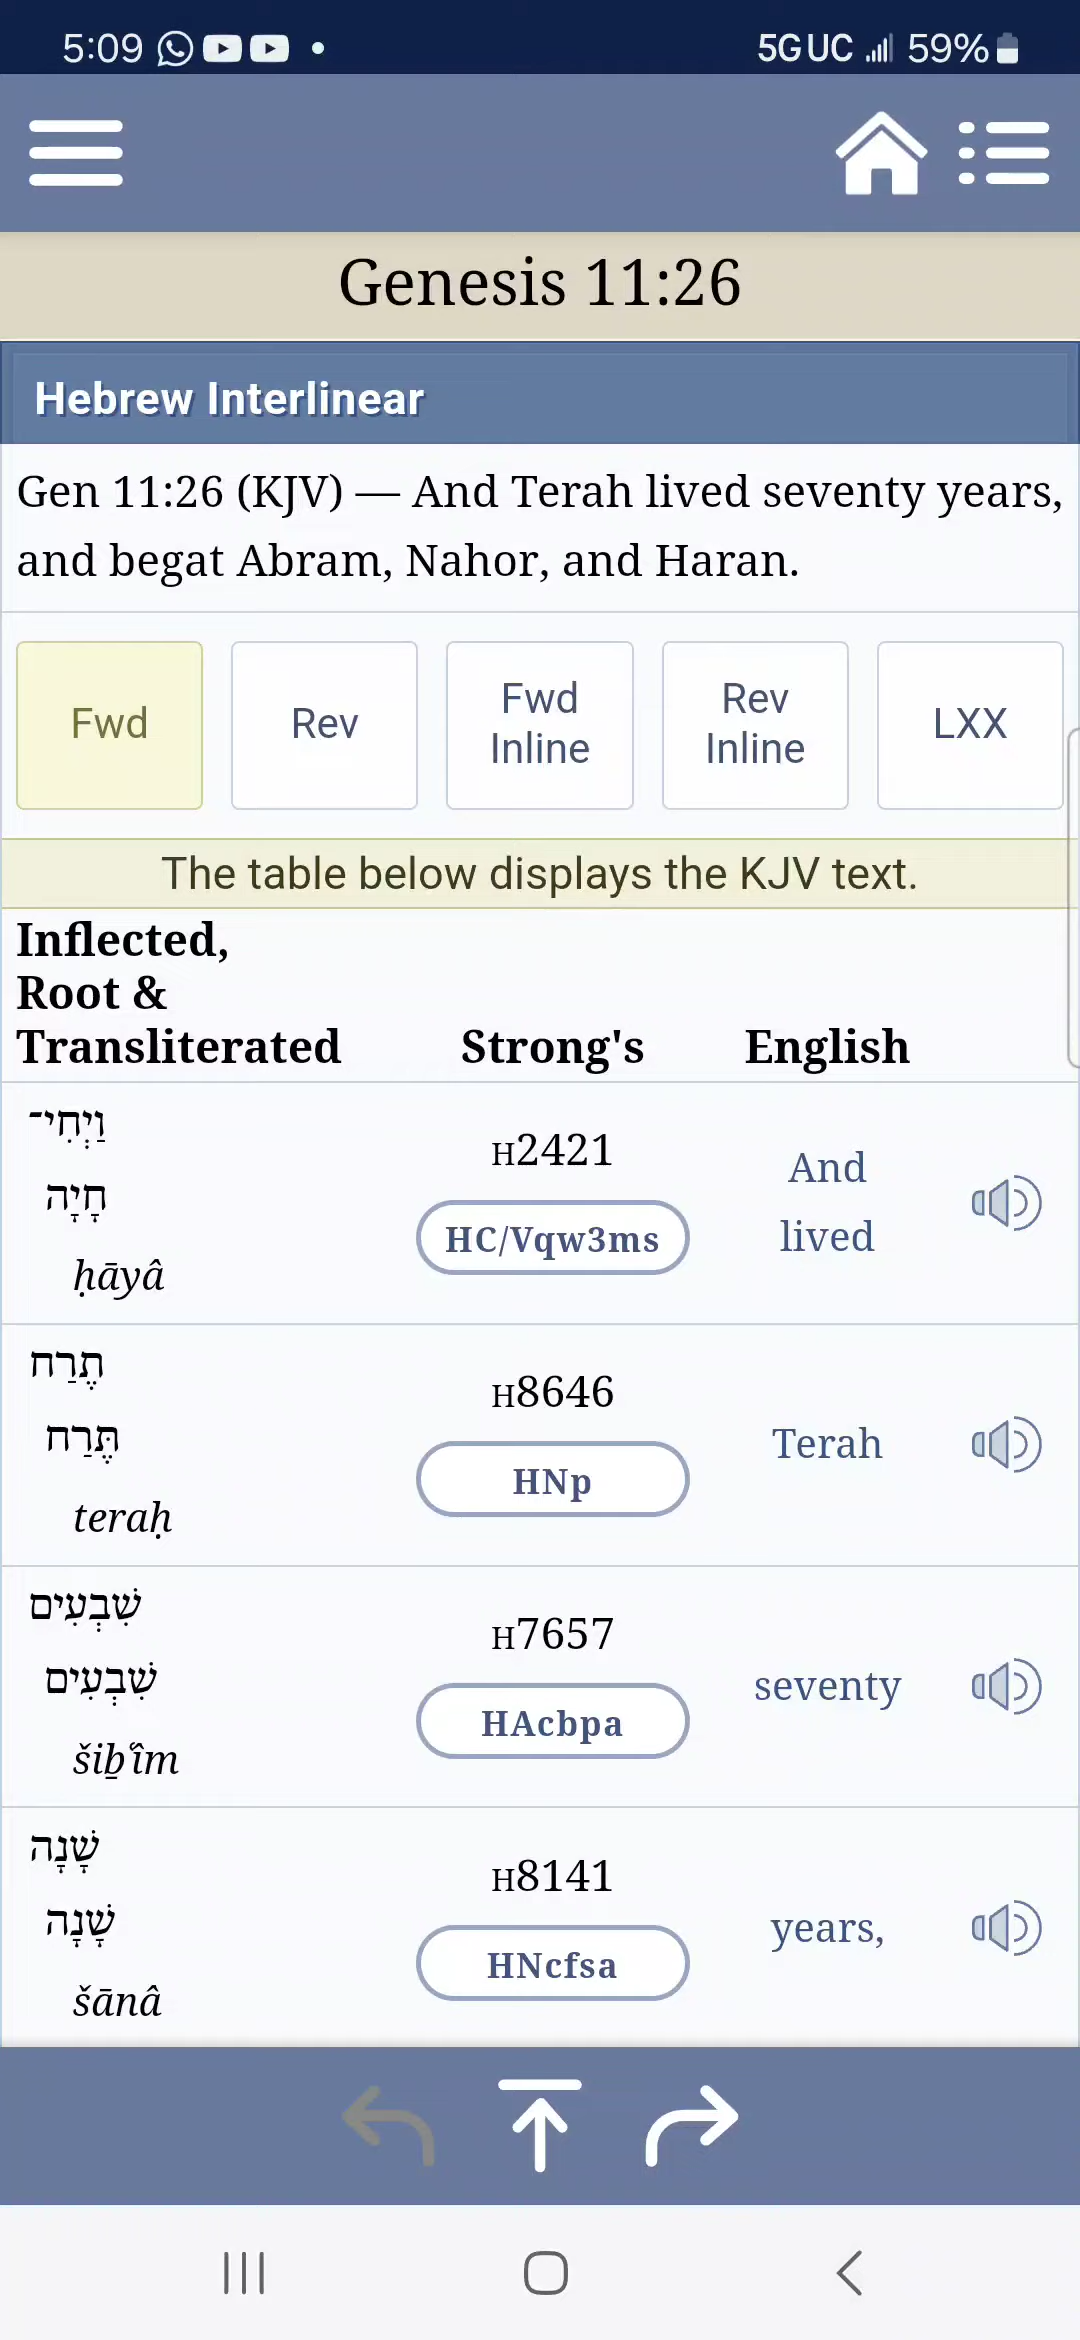 5:09
5G UC 59%
Genesis 11:26
Hebrew Interlinear
Gen 11:26 (KJV) — And Terah lived seventy years,
and begat Abram, Nahor, and Haran.
Fwd
Rev
Fwd
Inline
Rev
Inline
LXX
The table below displays the KJV text.
Inflected,
Root &
Transliterated
Strong's
English
וַיְחִי־
חָיָה
ḥāyâ
H2421
HC/Vqw3ms
And
lived
תֶרַח
תֶּרַח
teraḥ
H8646
HNp
Terah
שִׁבְעִים
שִׁבְעִים
šiḇʿîm
H7657
HAcbpa
seventy
שָׁנָה
שָׁנָה
šānâ
H8141
HNcfsa
years,